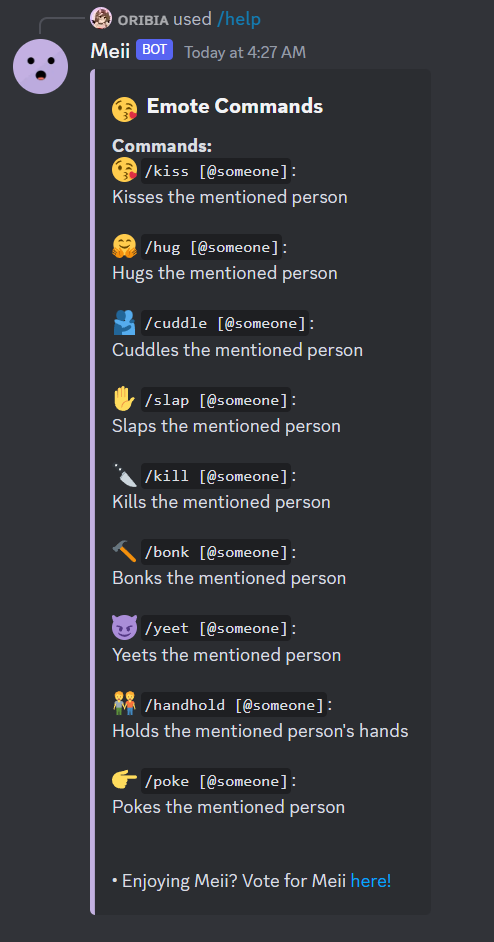 ORIBIA used /help
Meii BOT Today at 4:27 AM
😘 Emote Commands
Commands:
😘 /kiss [@someone]:
Kisses the mentioned person
🤗 /hug [@someone]:
Hugs the mentioned person
🫂 /cuddle [@someone]:
Cuddles the mentioned person
✋ /slap [@someone]:
Slaps the mentioned person
🔪 /kill [@someone]:
Kills the mentioned person
🔨 /bonk [@someone]:
Bonks the mentioned person
😈 /yeet [@someone]:
Yeets the mentioned person
🧑‍🤝‍🧑 /handhold [@someone]:
Holds the mentioned person's hands
👉 /poke [@someone]:
Pokes the mentioned person
• Enjoying Meii? Vote for Meii here!